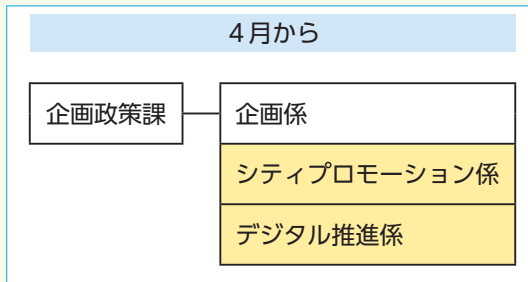 4月から
企画政策課
企画係
シティプロモーション係
デジタル推進係